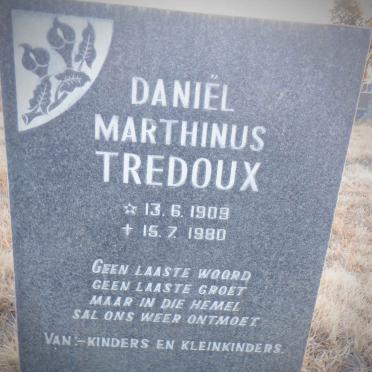 DANIËL
MARTHINUS
TREDOUX
☆ 13. 6. 1909
✝ 15. 7. 1980
GEEN LAASTE WOORD
GEEN LAASTE GROET
MAAR IN DIE HEMEL
SAL ONS WEER ONTMOET
VAN:- KINDERS EN KLEINKINDERS.